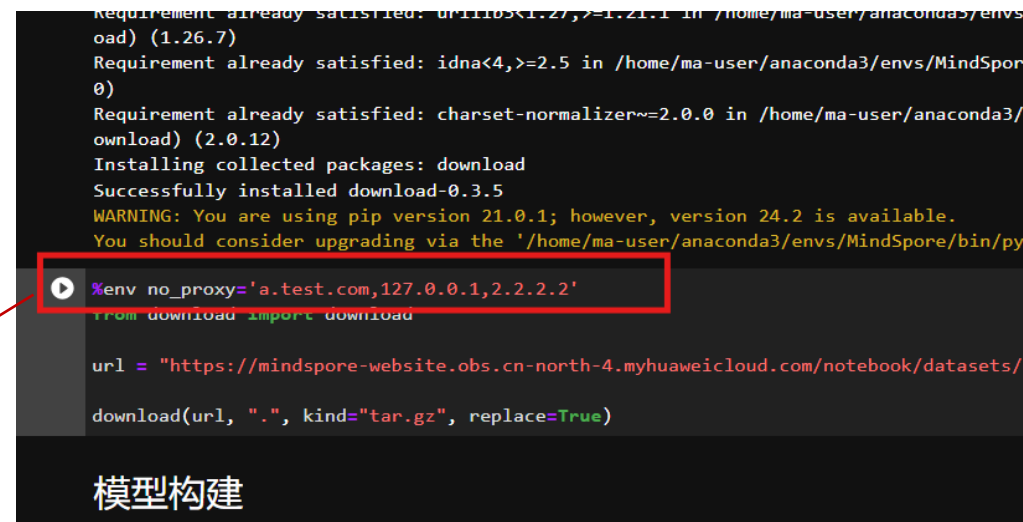 Requirement already satisfied: urllib3<1.27,>=1.21.1 in /home/ma-user/anaconda3/envs
oad) (1.26.7)
Requirement already satisfied: idna<4,>=2.5 in /home/ma-user/anaconda3/envs/MindSpor
0)
Requirement already satisfied: charset-normalizer~=2.0.0 in /home/ma-user/anaconda3/
ownload) (2.0.12)
Installing collected packages: download
Successfully installed download-0.3.5
WARNING: You are using pip version 21.0.1; however, version 24.2 is available.
You should consider upgrading via the '/home/ma-user/anaconda3/envs/MindSpore/bin/py
%env no_proxy='a.test.com,127.0.0.1,2.2.2.2'
from download import download
url = "https://mindspore-website.obs.cn-north-4.myhuaweicloud.com/notebook/datasets/
download(url, ".", kind="tar.gz", replace=True)
模型构建